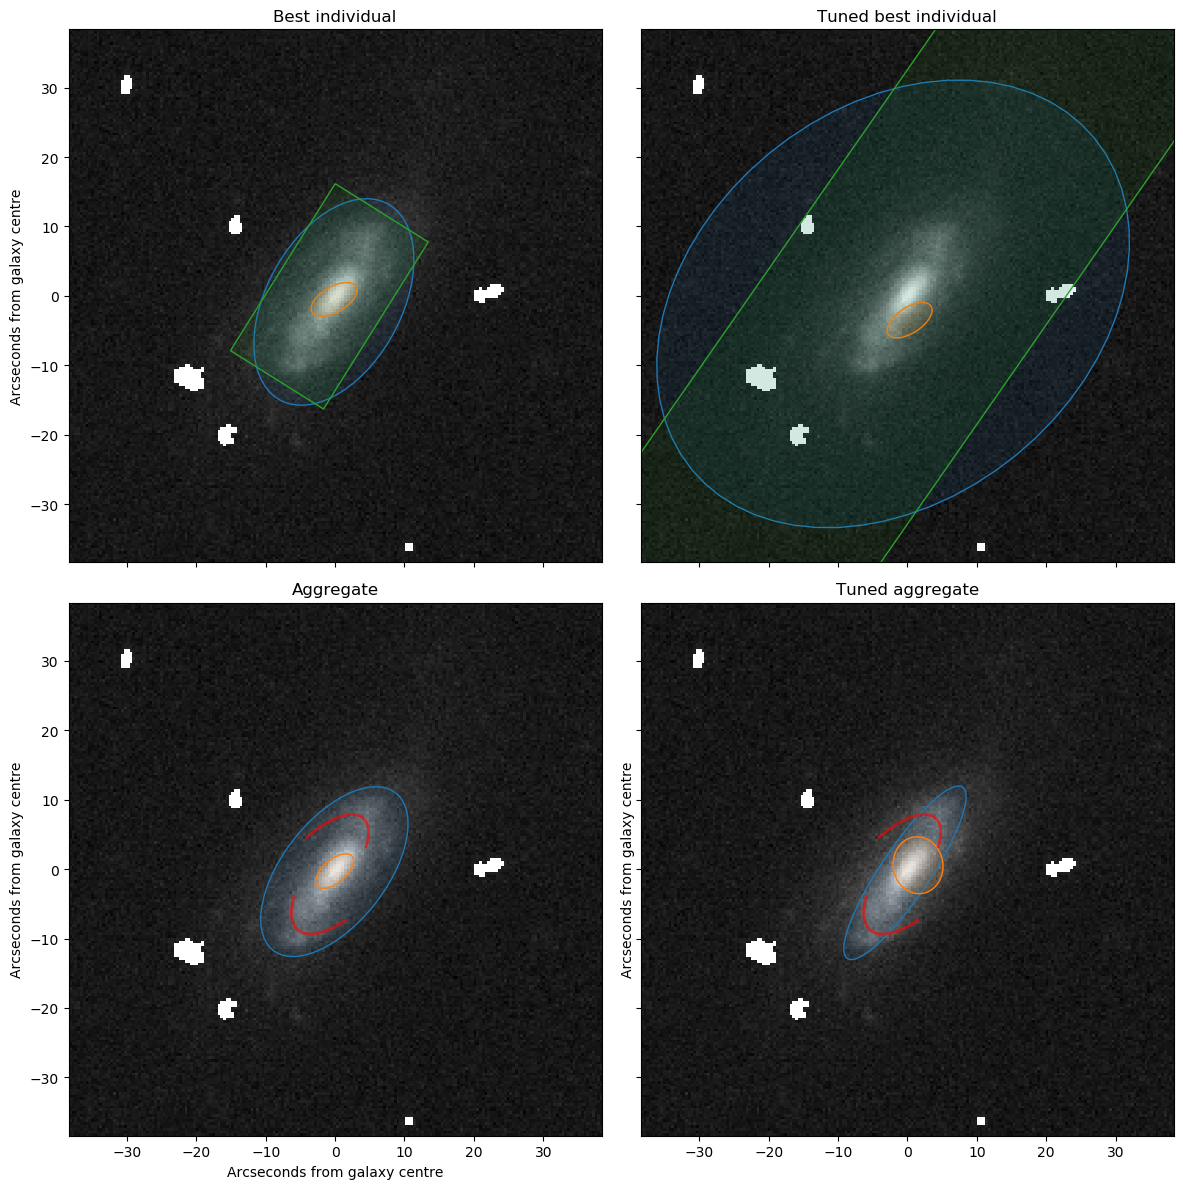 Best individual
Tuned best individual
30
20
10
0
−10
−20
−30
Arcseconds from galaxy centre
Aggregate
Tuned aggregate
30
20
10
0
−10
−20
−30
Arcseconds from galaxy centre
Arcseconds from galaxy centre
−30 −20 −10 0 10 20 30
−30 −20 −10 0 10 20 30
Arcseconds from galaxy centre